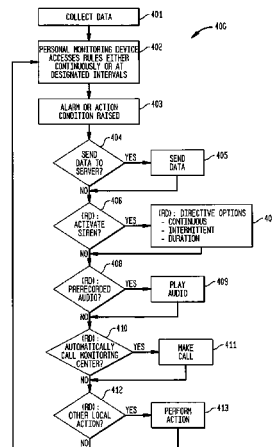 COLLECT DATA
401
400
402
PERSONAL MONITORING DEVICE
ACCESSES RULES EITHER
CONTINUOUSLY OR AT
DESIGNATED INTERVALS
ALARM OR ACTION
CONDITION RAISED
403
404
SEND
DATA TO
SERVER?
YES
SEND
DATA
405
NO
406
(RD):
ACTIVATE
SIREN?
YES
(RD): DIRECTIVE OPTIONS
- CONTINUOUS
- INTERMITTENT
- DURATION
NO
408
(RD):
PRERECORDED
AUDIO?
YES
PLAY
AUDIO
409
NO
410
(RD):
AUTOMATICALLY
CALL MONITORING
CENTER?
YES
MAKE
CALL
411
NO
412
(RD):
OTHER LOCAL
ACTION?
YES
PERFORM
ACTION
413
NO